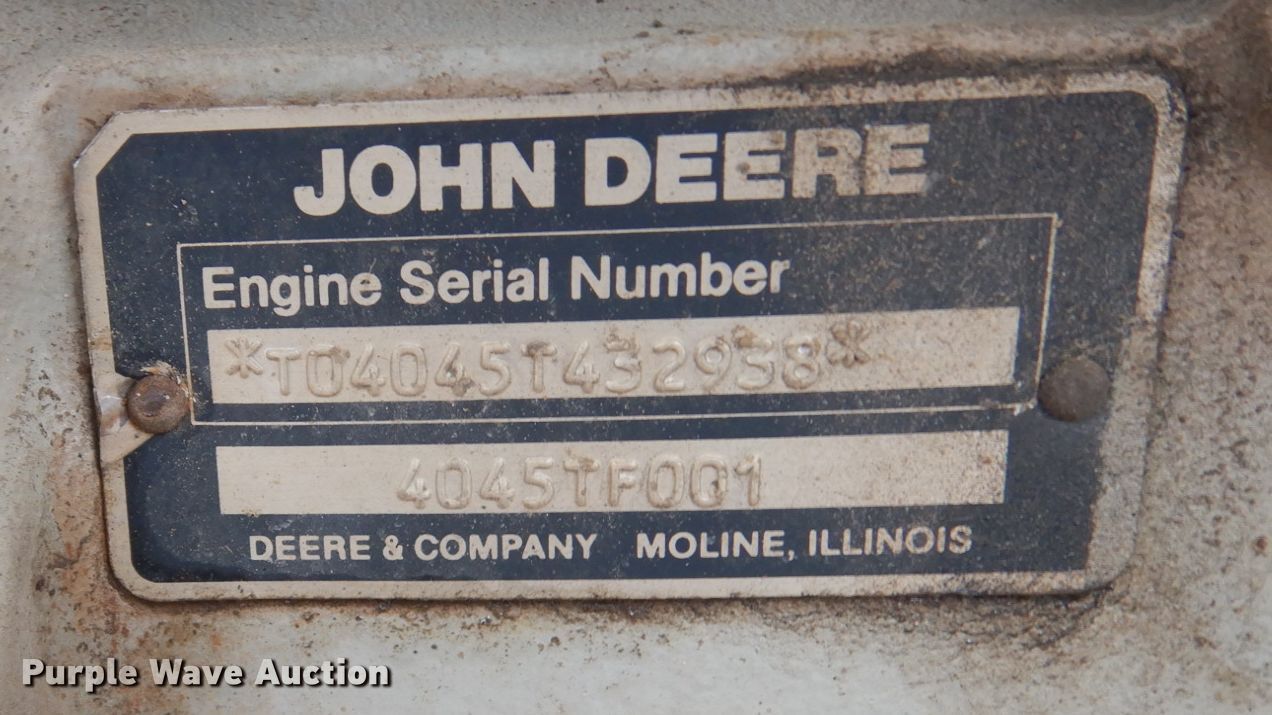 JOHN DEERE
Engine Serial Number
*T04045T432938*
4045TF001
DEERE & COMPANY MOLINE, ILLINOIS
Purple Wave Auction